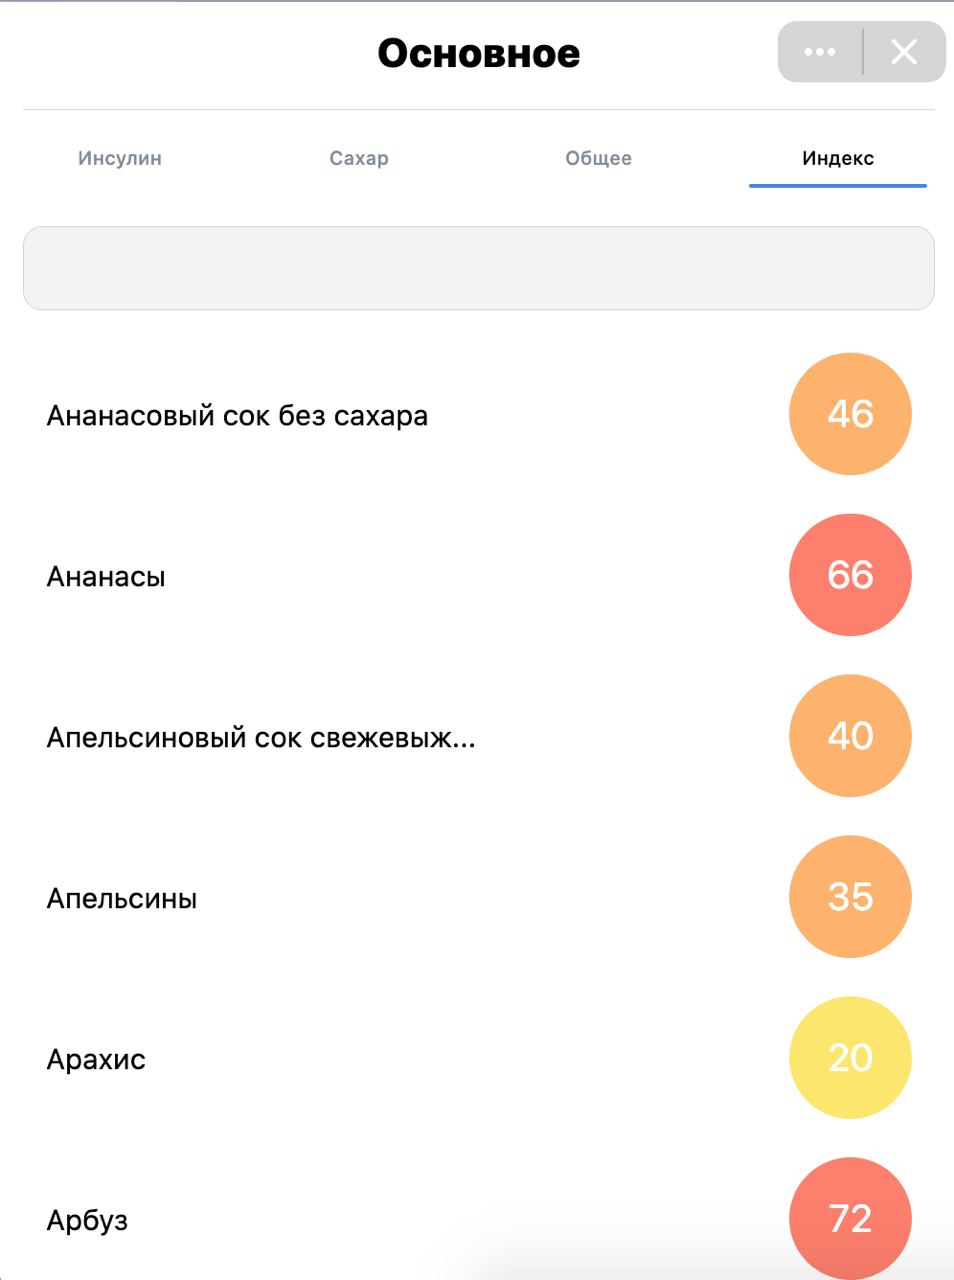 Основное
Инсулин Сахар Общее Индекс
Ананасовый сок без сахара 46
Ананасы 66
Апельсиновый сок свежевыж... 40
Апельсины 35
Арахис 20
Арбуз 72